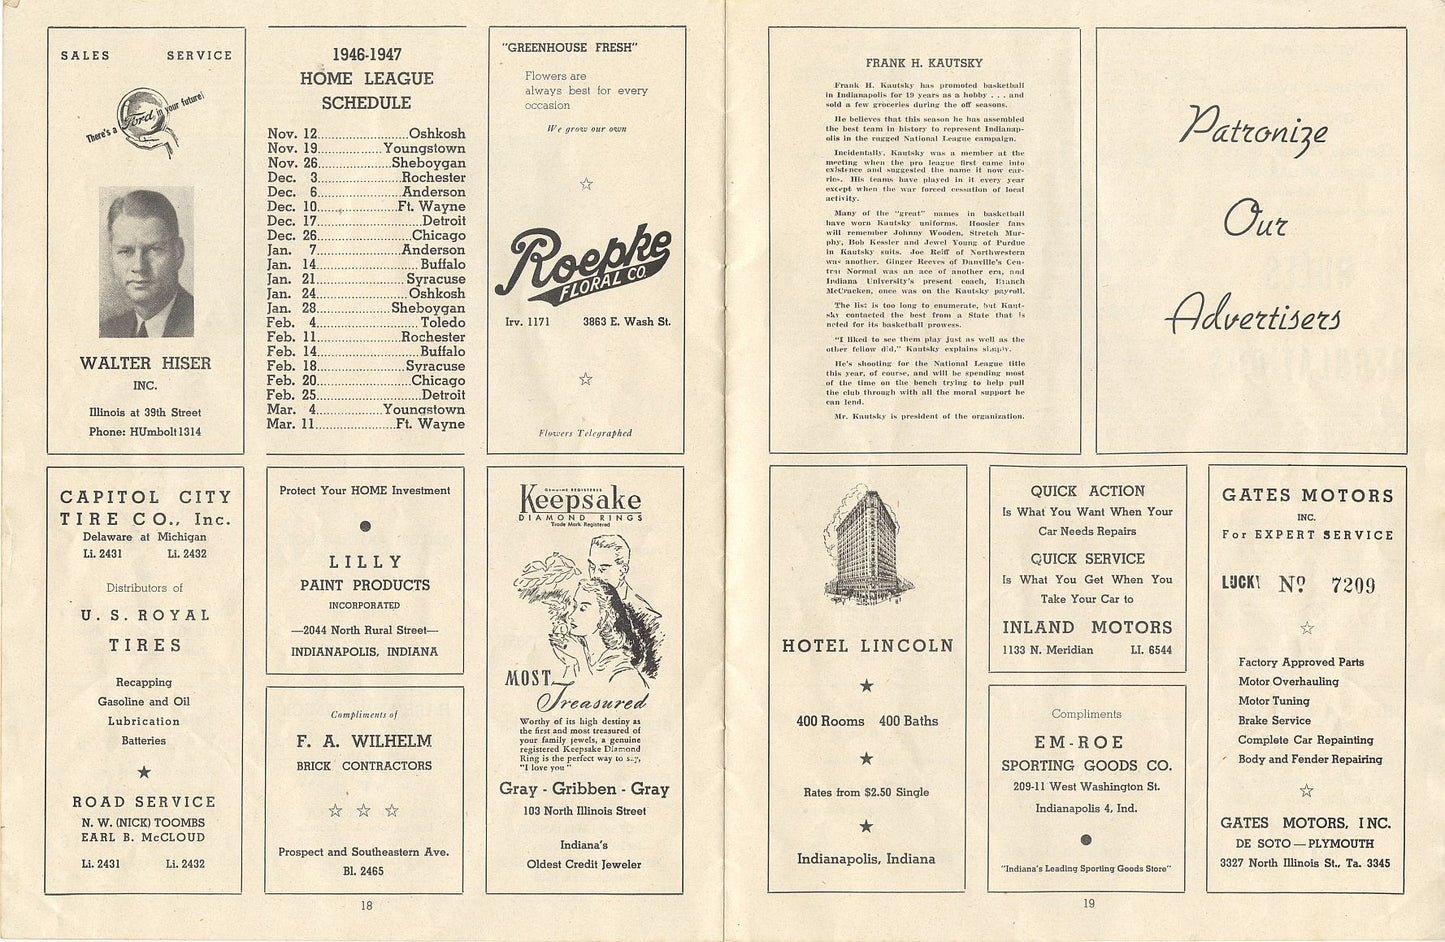 SALES SERVICE
There's a Ford in your future!
WALTER HISER
INC.
Illinois at 39th Street
Phone: HUmbolt 1314
1946-1947
HOME LEAGUE
SCHEDULE
Nov. 12......................Oshkosh
Nov. 19................Youngstown
Nov. 26..................Sheboygan
Dec. 3....................Rochester
Dec. 6....................Anderson
Dec. 10...................Ft. Wayne
Dec. 17.........................Detroit
Dec. 26.......................Chicago
Jan. 7....................Anderson
Jan. 14.........................Buffalo
Jan. 21.....................Syracuse
Jan. 24......................Oshkosh
Jan. 28..................Sheboygan
Feb. 4.........................Toledo
Feb. 11....................Rochester
Feb. 14.........................Buffalo
Feb. 18.....................Syracuse
Feb. 20.......................Chicago
Feb. 25.........................Detroit
Mar. 4................Youngstown
Mar. 11...................Ft. Wayne
"GREENHOUSE FRESH"
Flowers are
always best for every
occasion
We grow our own
Roepke
FLORAL CO.
Irv. 1171 3863 E. Wash St.
Flowers Telegraphed
CAPITOL CITY
TIRE CO., Inc.
Delaware at Michigan
Li. 2431 Li. 2432
Distributors of
U. S. ROYAL
TIRES
Recapping
Gasoline and Oil
Lubrication
Batteries
ROAD SERVICE
N. W. (NICK) TOOMBS
EARL B. McCLOUD
Li. 2431 Li. 2432
Protect Your HOME Investment
LILLY
PAINT PRODUCTS
INCORPORATED
—2044 North Rural Street—
INDIANAPOLIS, INDIANA
Compliments of
F. A. WILHELM
BRICK CONTRACTORS
Prospect and Southeastern Ave.
Bl. 2465
Genuine REGISTERED
Keepsake
DIAMOND RINGS
Trade Mark Registered
MOST
Treasured
Worthy of its high destiny as
the first and most treasured of
your family jewels, a genuine
registered Keepsake Diamond
Ring is the perfect way to say,
"I love you"
Gray - Gribben - Gray
103 North Illinois Street
Indiana's
Oldest Credit Jeweler
18
FRANK H. KAUTSKY
Frank H. Kautsky has promoted basketball
in Indianapolis for 19 years as a hobby . . . and
sold a few groceries during the off seasons.
He believes that this season he has assembled
the best team in history to represent Indianap-
olis in the rugged National League campaign.
Incidentally, Kautsky was a member at the
meeting when the pro league first came into
existence and suggested the name it now car-
ries. His teams have played in it every year
except when the war forced cessation of local
activity.
Many of the "great" names in basketball
have worn Kautsky uniforms. Hoosier fans
will remember Johnny Wooden, Stretch Mur-
phy, Bob Kessler and Jewel Young of Purdue
in Kautsky suits. Joe Reiff of Northwestern
was another. Ginger Reeves of Danville's Cen-
tral Normal was an ace of another era, and
Indiana University's present coach, Branch
McCracken, once was on the Kautsky payroll.
The list is too long to enumerate, but Kaut-
sky contacted the best from a State that is
noted for its basketball prowess.
"I liked to see them play just as well as the
other fellow did," Kautsky explains simply.
He's shooting for the National League title
this year, of course, and will be spending most
of the time on the bench trying to help pull
the club through with all the moral support he
can lend.
Mr. Kautsky is president of the organization.
Patronize
Our
Advertisers
HOTEL LINCOLN
400 Rooms 400 Baths
Rates from $2.50 Single
Indianapolis, Indiana
QUICK ACTION
Is What You Want When Your
Car Needs Repairs
QUICK SERVICE
Is What You Get When You
Take Your Car to
INLAND MOTORS
1133 N. Meridian LI. 6544
Compliments
EM-ROE
SPORTING GOODS CO.
209-11 West Washington St.
Indianapolis 4, Ind.
"Indiana's Leading Sporting Goods Store"
GATES MOTORS
INC.
For EXPERT SERVICE
LUCKY No 7209
Factory Approved Parts
Motor Overhauling
Motor Tuning
Brake Service
Complete Car Repainting
Body and Fender Repairing
GATES MOTORS, INC.
DE SOTO — PLYMOUTH
3327 North Illinois St., Ta. 3345
19